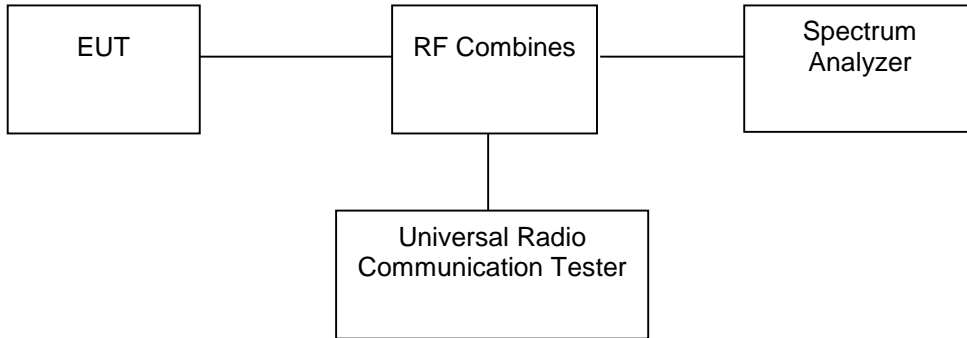 EUT
RF Combines
Spectrum
Analyzer
Universal Radio
Communication Tester